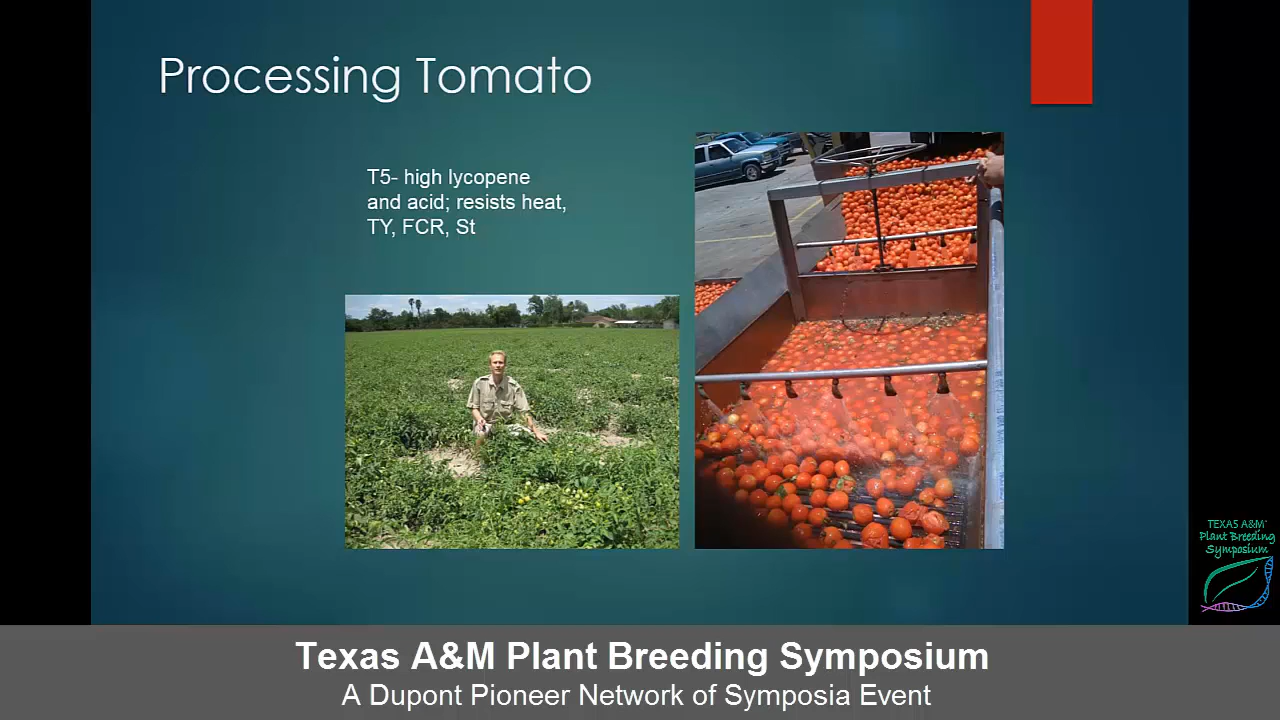 Processing Tomato
T5- high lycopene
and acid; resists heat,
TY, FCR, St
TEXAS A&M
Plant Breeding
Symposium
Texas A&M Plant Breeding Symposium
A Dupont Pioneer Network of Symposia Event